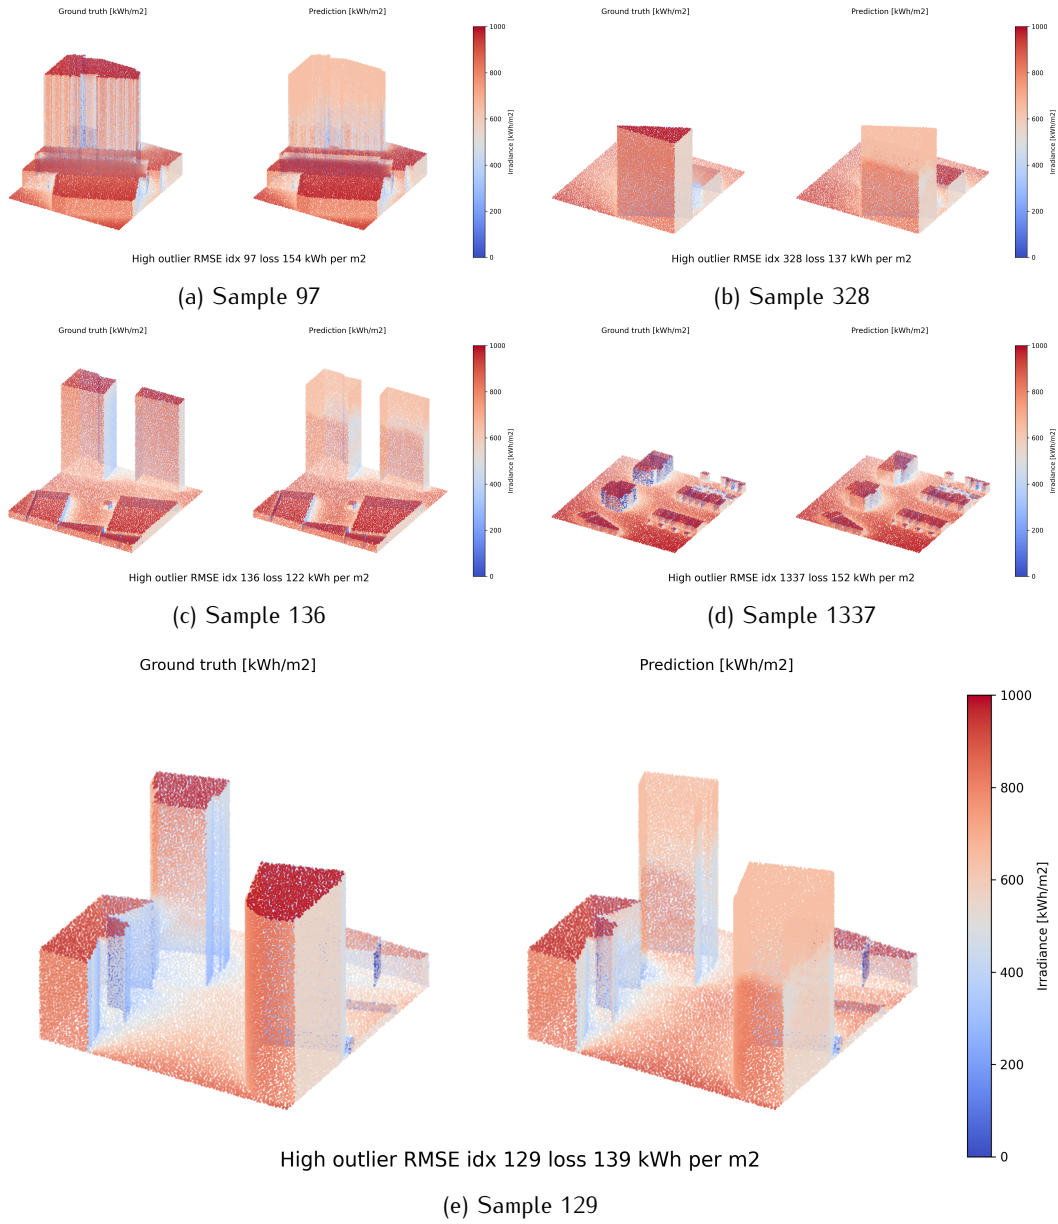 Ground truth [kWh/m2]
Prediction [kWh/m2]
1000
800
600
400
200
0
Irradiance [kWh/m2]
High outlier RMSE idx 97 loss 154 kWh per m2
(a) Sample 97
Ground truth [kWh/m2]
Prediction [kWh/m2]
1000
800
600
400
200
0
Irradiance [kWh/m2]
High outlier RMSE idx 328 loss 137 kWh per m2
(b) Sample 328
Ground truth [kWh/m2]
Prediction [kWh/m2]
1000
800
600
400
200
0
Irradiance [kWh/m2]
High outlier RMSE idx 136 loss 122 kWh per m2
(c) Sample 136
Ground truth [kWh/m2]
Prediction [kWh/m2]
1000
800
600
400
200
0
Irradiance [kWh/m2]
High outlier RMSE idx 1337 loss 152 kWh per m2
(d) Sample 1337
Ground truth [kWh/m2]
Prediction [kWh/m2]
1000
800
600
400
200
0
Irradiance [kWh/m2]
High outlier RMSE idx 129 loss 139 kWh per m2
(e) Sample 129